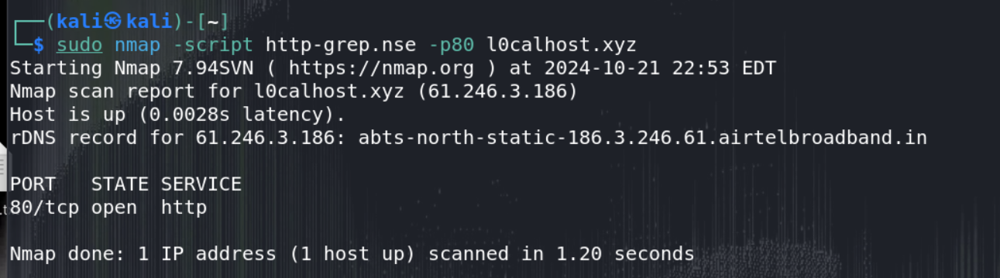 ┌──(kali㉿kali)-[~]
└─$ sudo nmap -script http-grep.nse -p80 l0calhost.xyz
Starting Nmap 7.94SVN ( https://nmap.org ) at 2024-10-21 22:53 EDT
Nmap scan report for l0calhost.xyz (61.246.3.186)
Host is up (0.0028s latency).
rDNS record for 61.246.3.186: abts-north-static-186.3.246.61.airtelbroadband.in
PORT   STATE SERVICE
80/tcp open  http
Nmap done: 1 IP address (1 host up) scanned in 1.20 seconds